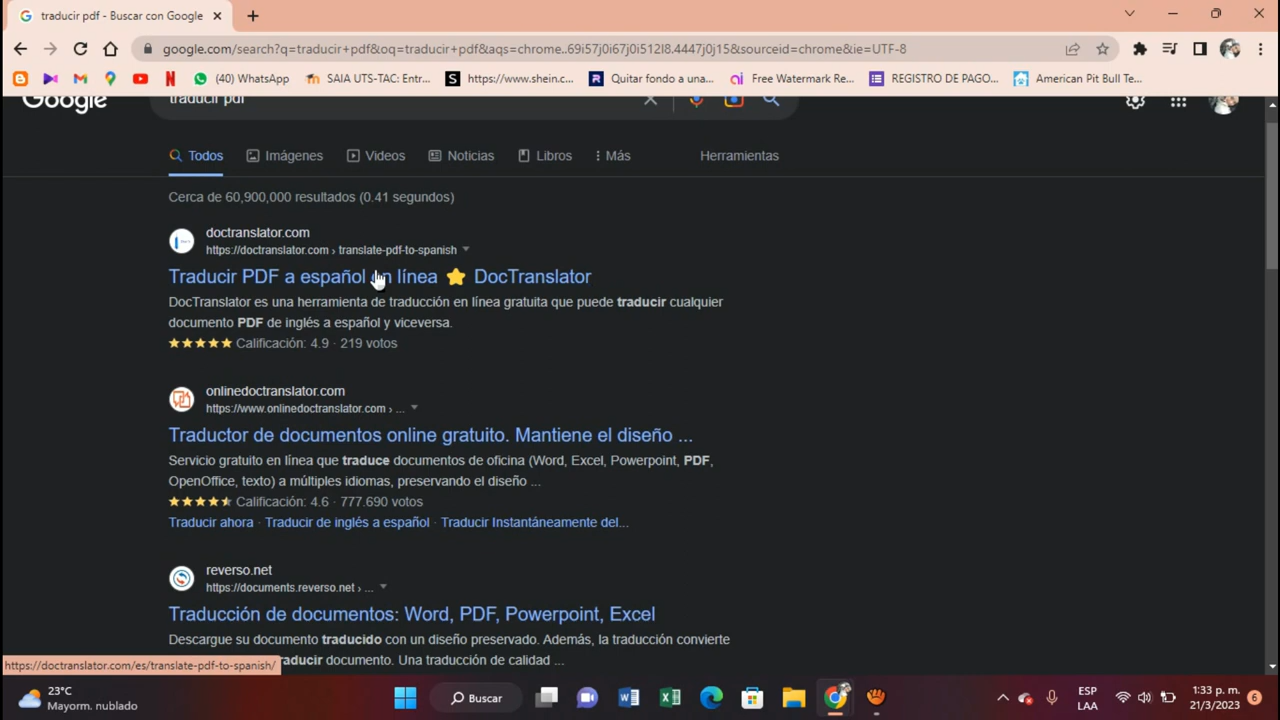 traducir pdf - Buscar con Google
google.com/search?q=traducir+pdf&oq=traducir+pdf&aqs=chrome..69i57j0i67j0i512l8.4447j0j15&sourceid=chrome&ie=UTF-8
(40) WhatsApp
SAIA UTS-TAC: Entr...
https://www.shein.c...
Quitar fondo a una...
Free Watermark Re...
REGISTRO DE PAGO...
American Pit Bull Te...
Google
traducir pdf
Todos
Imágenes
Videos
Noticias
Libros
Más
Herramientas
Cerca de 60,900,000 resultados (0.41 segundos)
doctranslator.com
https://doctranslator.com › translate-pdf-to-spanish
Traducir PDF a español en línea ⭐ DocTranslator
DocTranslator es una herramienta de traducción en línea gratuita que puede traducir cualquier
documento PDF de inglés a español y viceversa.
Calificación: 4.9 · 219 votos
onlinedoctranslator.com
https://www.onlinedoctranslator.com › ...
Traductor de documentos online gratuito. Mantiene el diseño ...
Servicio gratuito en línea que traduce documentos de oficina (Word, Excel, Powerpoint, PDF,
OpenOffice, texto) a múltiples idiomas, preservando el diseño ...
Calificación: 4.6 · 777.690 votos
Traducir ahora · Traducir de inglés a español · Traducir Instantáneamente del...
reverso.net
https://documents.reverso.net › ...
Traducción de documentos: Word, PDF, Powerpoint, Excel
Descargue su documento traducido con un diseño preservado. Además, la traducción convierte
traducir documento. Una traducción de calidad ...
https://doctranslator.com/es/translate-pdf-to-spanish/
23°C
Mayorm. nublado
Buscar
ESP
LAA
1:33 p. m.
21/3/2023
6